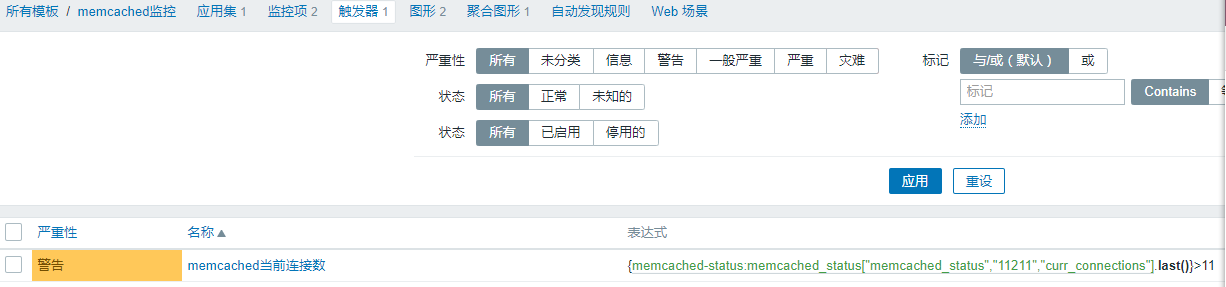 所有模板 / memcached监控 应用集 1 监控项 2 触发器 1 图形 2 聚合图形 1 自动发现规则 Web 场景
严重性 所有 未分类 信息 警告 一般严重 严重 灾难 标记 与/或（默认） 或
状态 所有 正常 未知的 标记 Contains
状态 所有 已启用 停用的 添加
应用 重设
严重性 名称 ▲ 表达式
警告 memcached当前连接数 {memcached-status:memcached_status["memcached_status","11211","curr_connections"].last()}>11